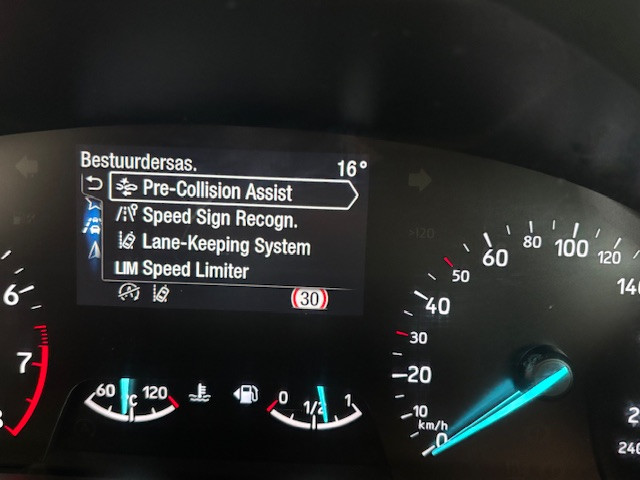 Bestuurdersas.
16°
Pre-Collision Assist
Speed Sign Recogn.
Lane-Keeping System
LIM Speed Limiter
30
6
7
60
120
°C
0
1/2
1
0
10
20
30
40
50
60
80
100
120
km/h